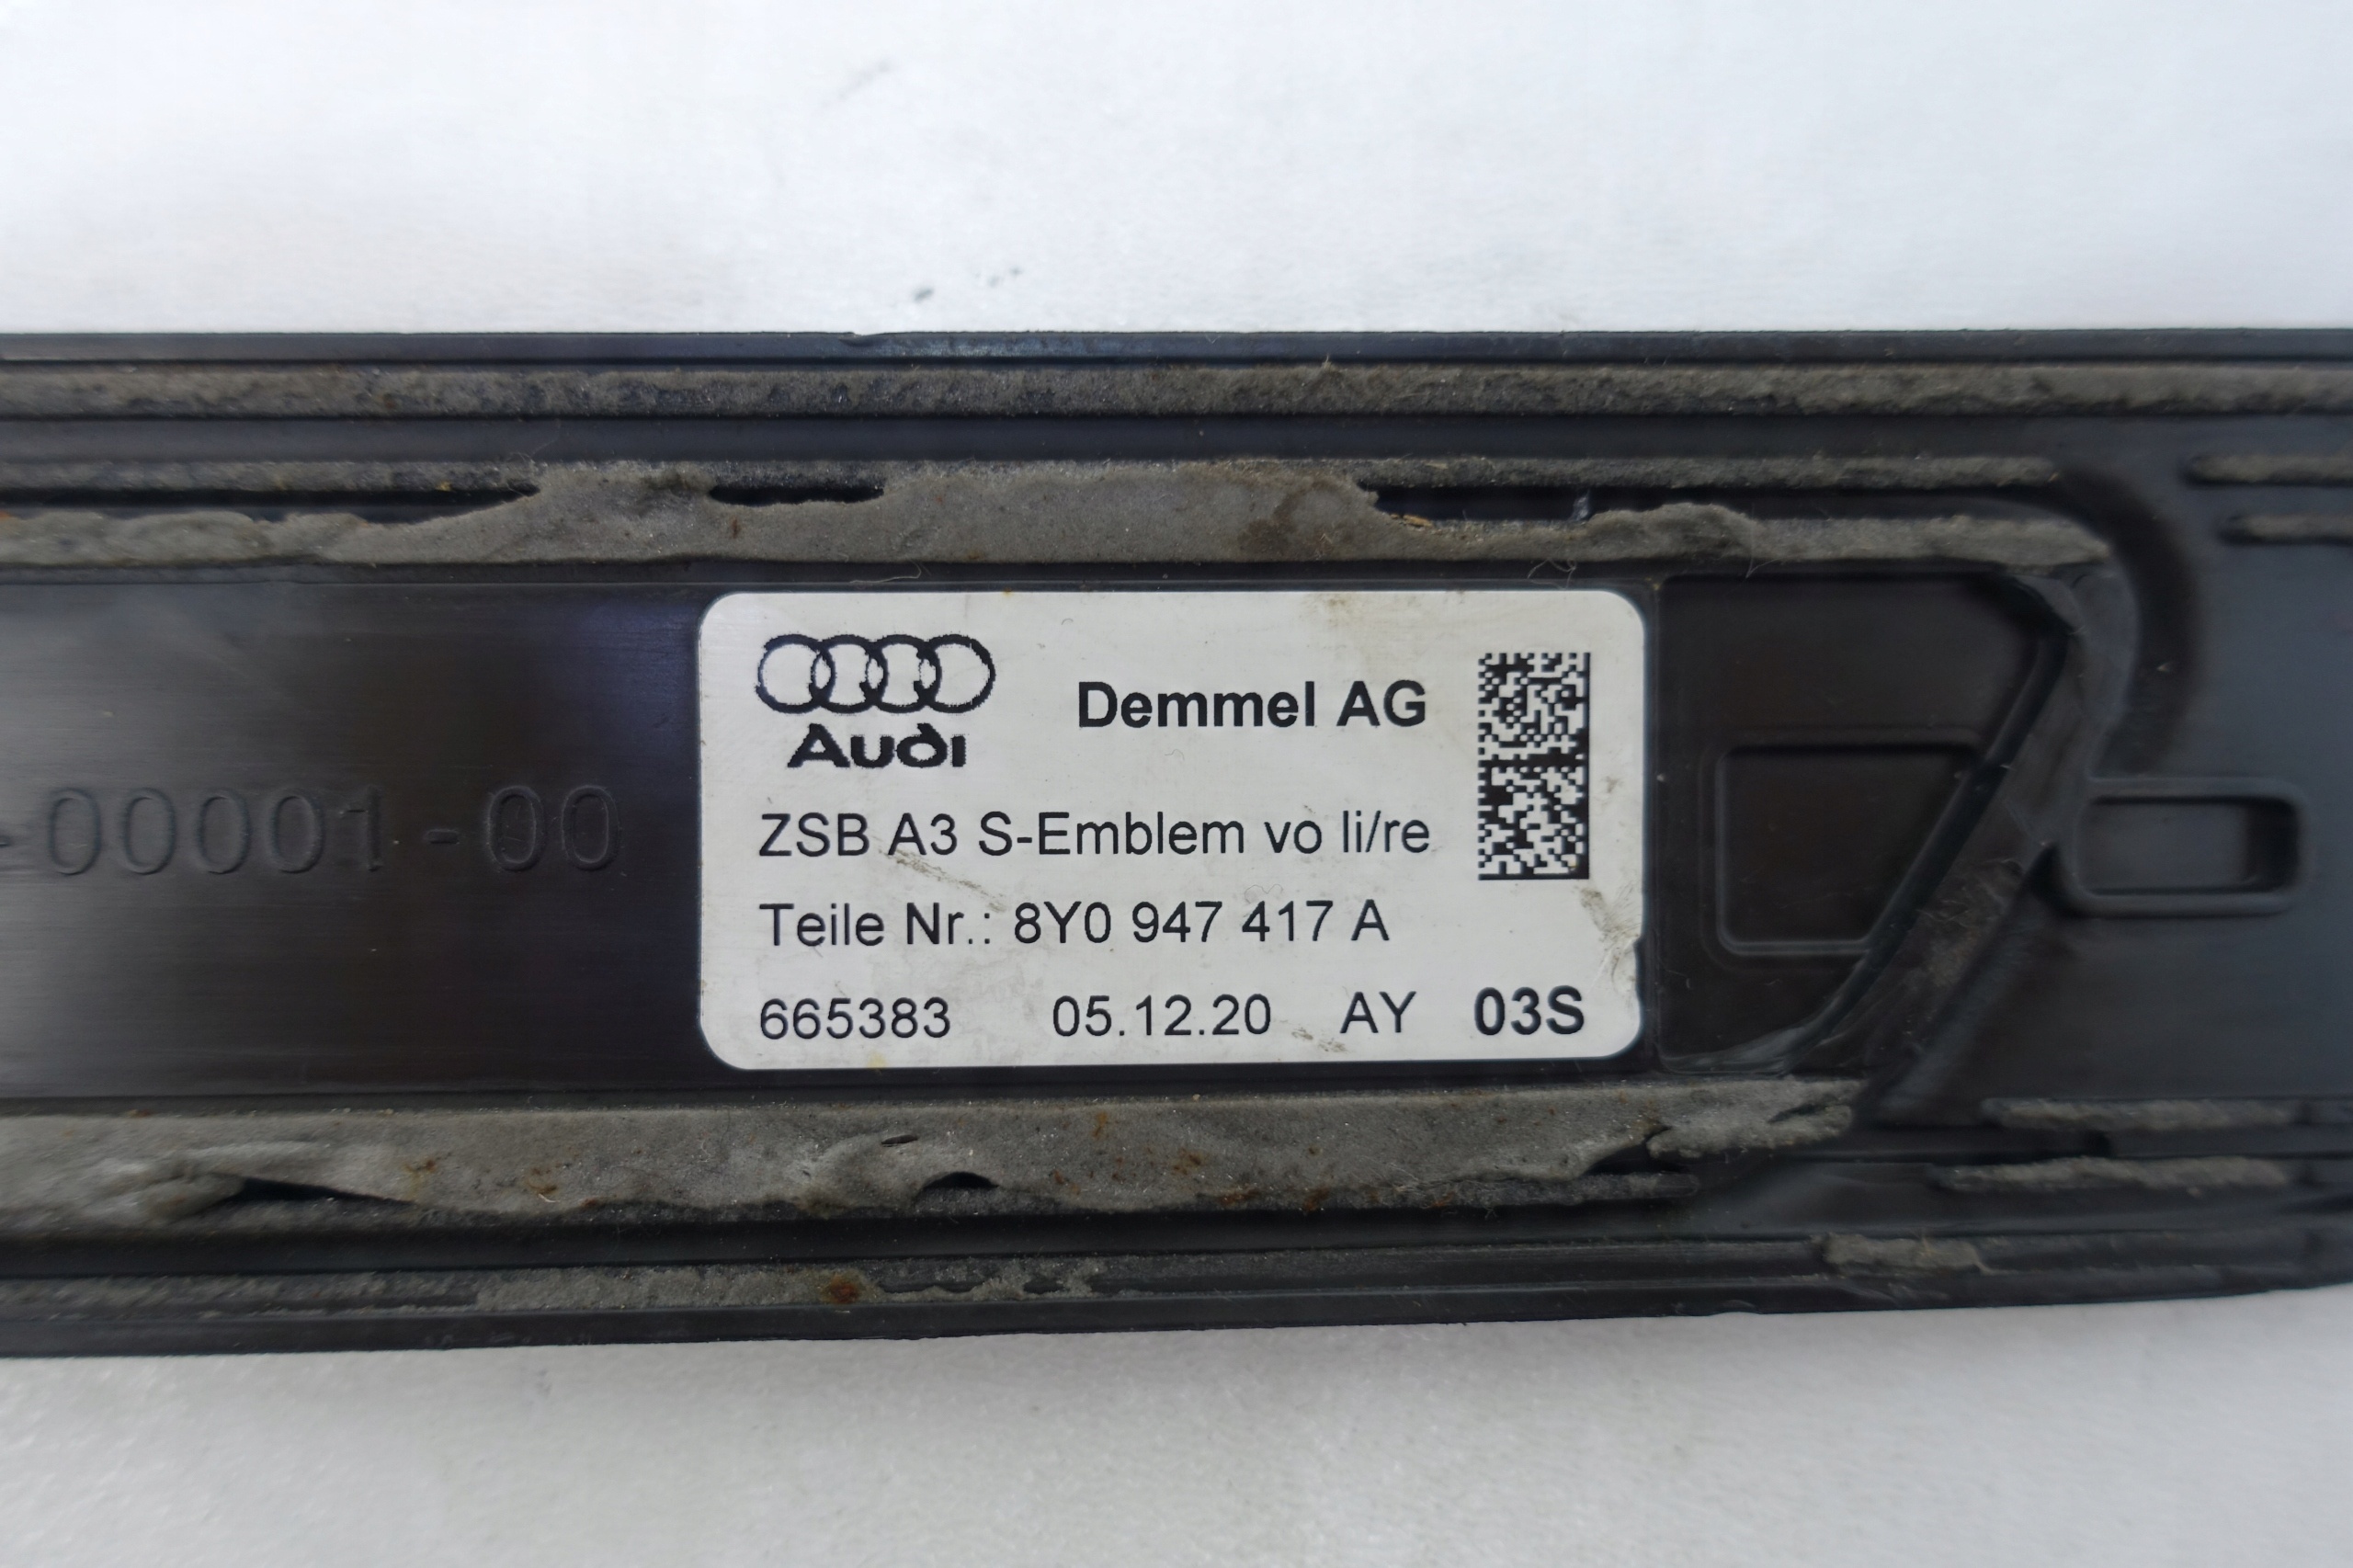 -00001-00
Audi
Demmel AG
ZSB A3 S-Emblem vo li/re
Teile Nr.: 8Y0 947 417 A
665383 05.12.20 AY 03S